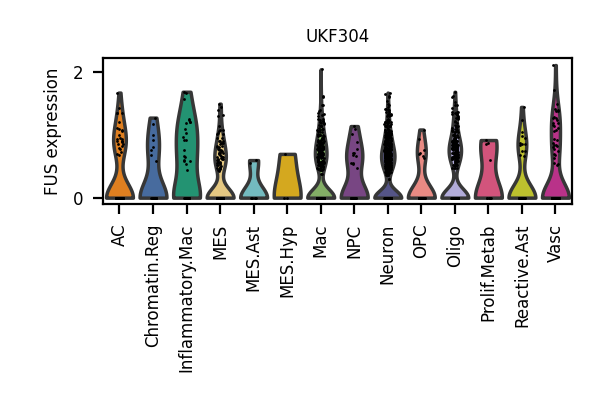 UKF304
FUS expression
2
0
AC
Chromatin.Reg
Inflammatory.Mac
MES
MES.Ast
MES.Hyp
Mac
NPC
Neuron
OPC
Oligo
Prolif.Metab
Reactive.Ast
Vasc